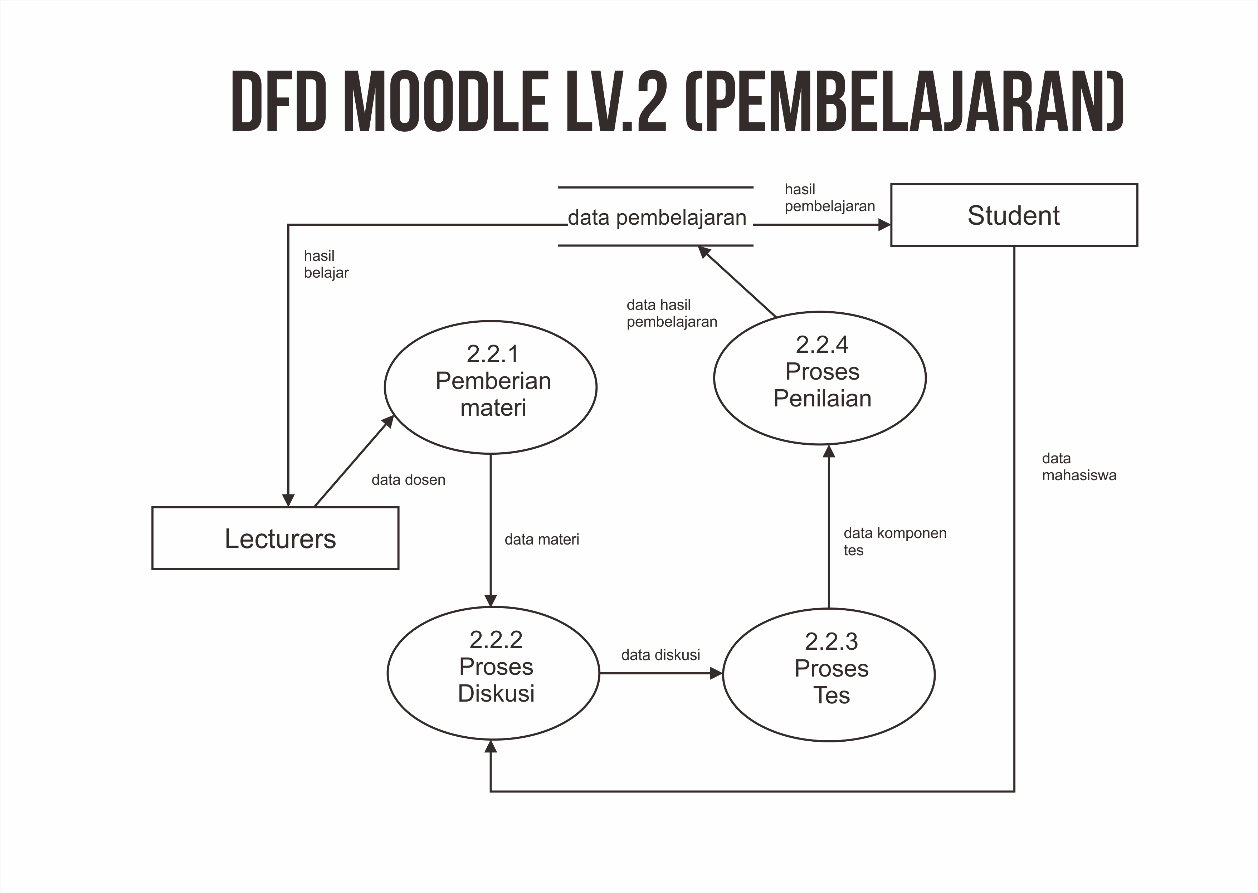 DFD MOODLE LV.2 (PEMBELAJARAN)
hasil
pembelajaran
data pembelajaran
Student
hasil
belajar
data hasil
pembelajaran
2.2.1
Pemberian
materi
2.2.4
Proses
Penilaian
data dosen
data
mahasiswa
Lecturers
data materi
data komponen
tes
2.2.2
Proses
Diskusi
data diskusi
2.2.3
Proses
Tes